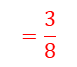 = 3/8